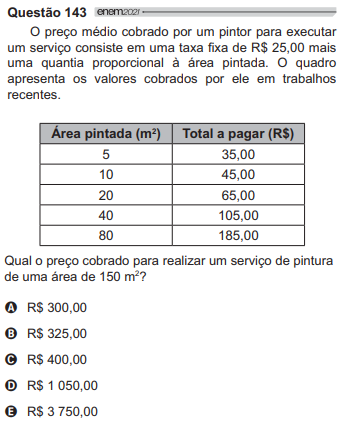 Questão 143 enem2021
O preço médio cobrado por um pintor para executar
um serviço consiste em uma taxa fixa de R$ 25,00 mais
uma quantia proporcional à área pintada. O quadro
apresenta os valores cobrados por ele em trabalhos
recentes.
Área pintada (m²) Total a pagar (R$)
5 35,00
10 45,00
20 65,00
40 105,00
80 185,00
Qual o preço cobrado para realizar um serviço de pintura
de uma área de 150 m²?
A R$ 300,00
B R$ 325,00
C R$ 400,00
D R$ 1 050,00
E R$ 3 750,00